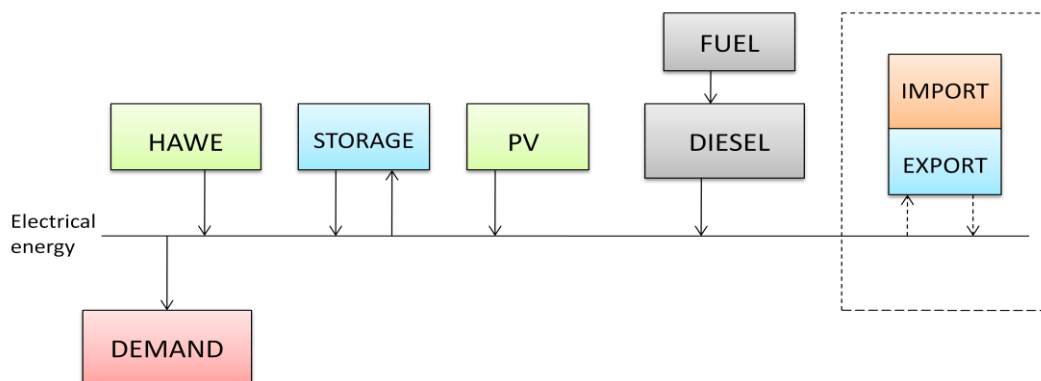 FUEL
IMPORT
HAWE
STORAGE
PV
DIESEL
EXPORT
Electrical
energy
DEMAND